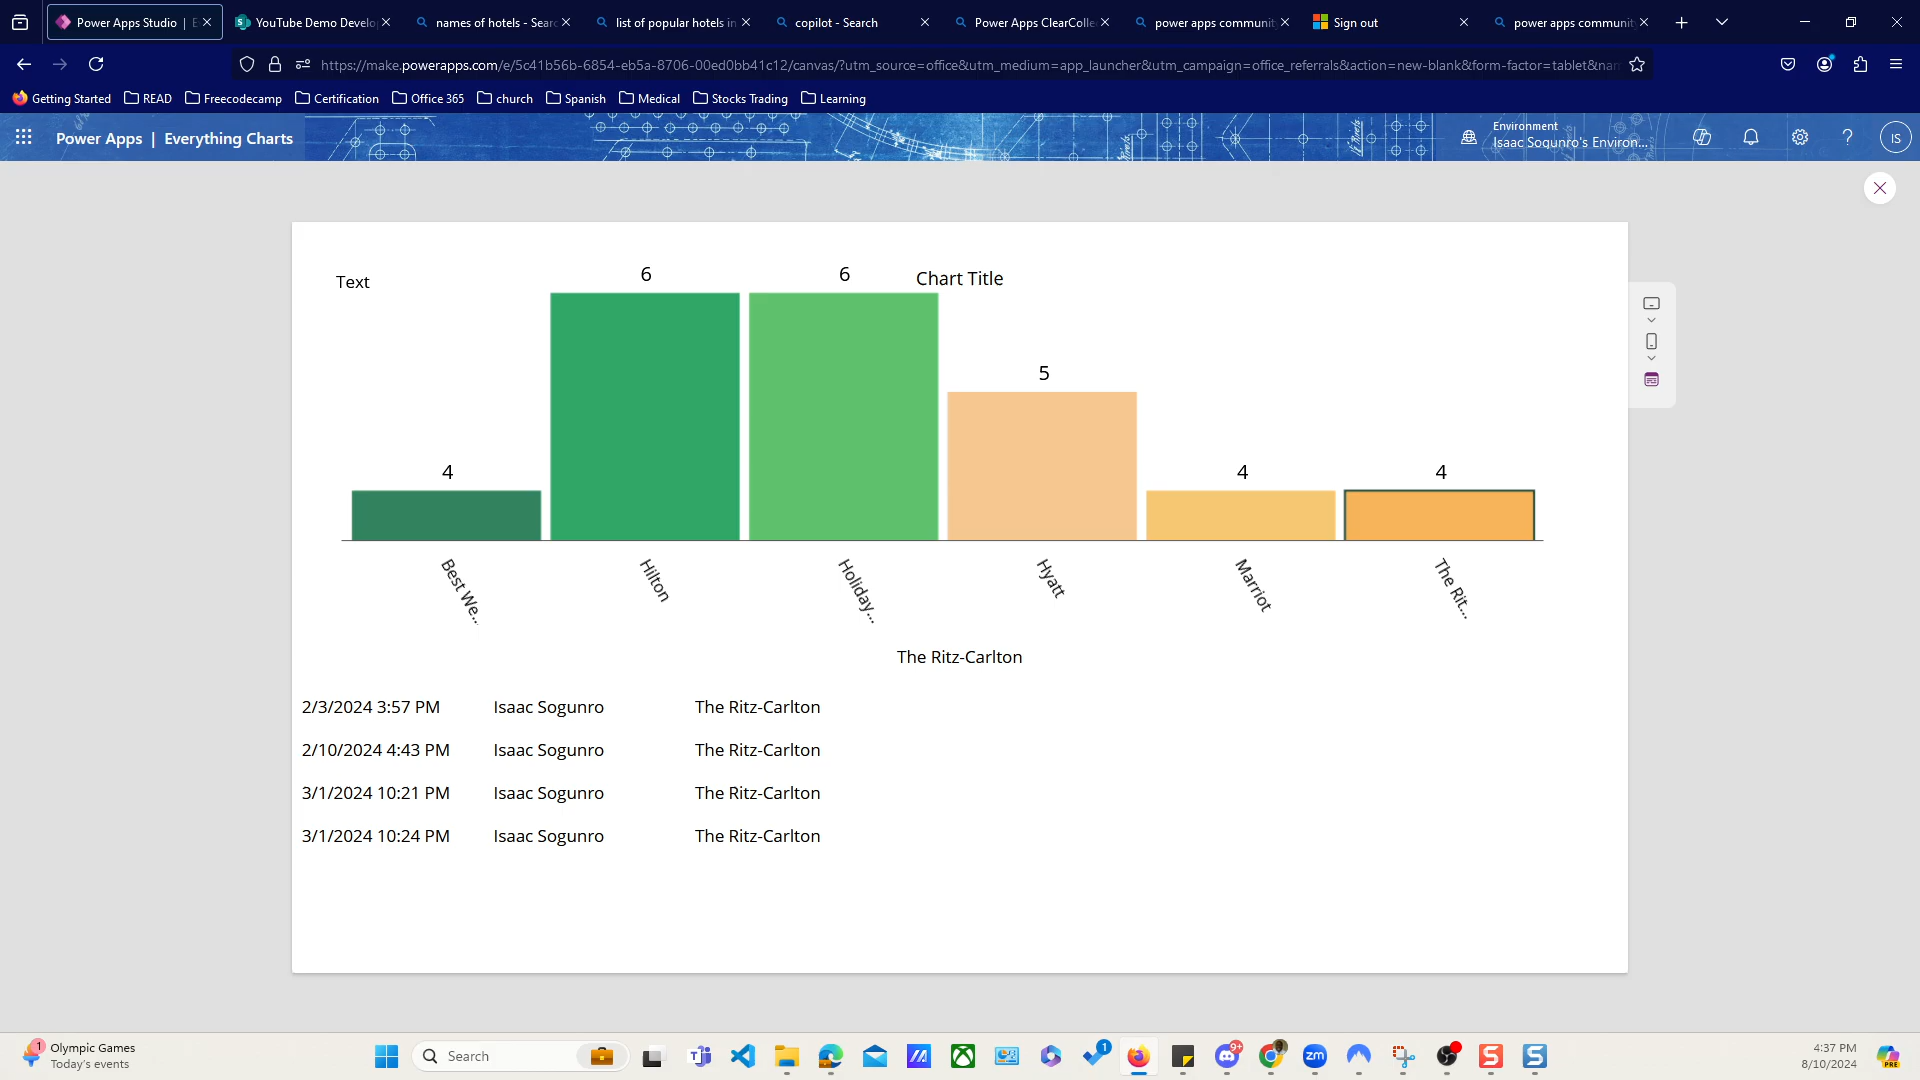 Power Apps Studio | E
YouTube Demo Develop
names of hotels - Searc
list of popular hotels in
copilot - Search
Power Apps ClearColle
power apps communit
Sign out
power apps communit
https://make.powerapps.com/e/5c41b56b-6854-eb5a-8706-00ed0bb41c12/canvas/?utm_source=office&utm_medium=app_launcher&utm_campaign=office_referrals&action=new-blank&form-factor=tablet&nam
Getting Started
READ
Freecodecamp
Certification
Office 365
church
Spanish
Medical
Stocks Trading
Learning
Power Apps | Everything Charts
Environment
Isaac Sogunro's Environ...
IS
Text
Chart Title
6
6
5
4
4
4
Best We...
Hilton
Holiday...
Hyatt
Marriot
The Rit...
The Ritz-Carlton
2/3/2024 3:57 PM Isaac Sogunro The Ritz-Carlton
2/10/2024 4:43 PM Isaac Sogunro The Ritz-Carlton
3/1/2024 10:21 PM Isaac Sogunro The Ritz-Carlton
3/1/2024 10:24 PM Isaac Sogunro The Ritz-Carlton
1
Olympic Games
Today's events
Search
1
9+
zm
4:37 PM
8/10/2024
PRE